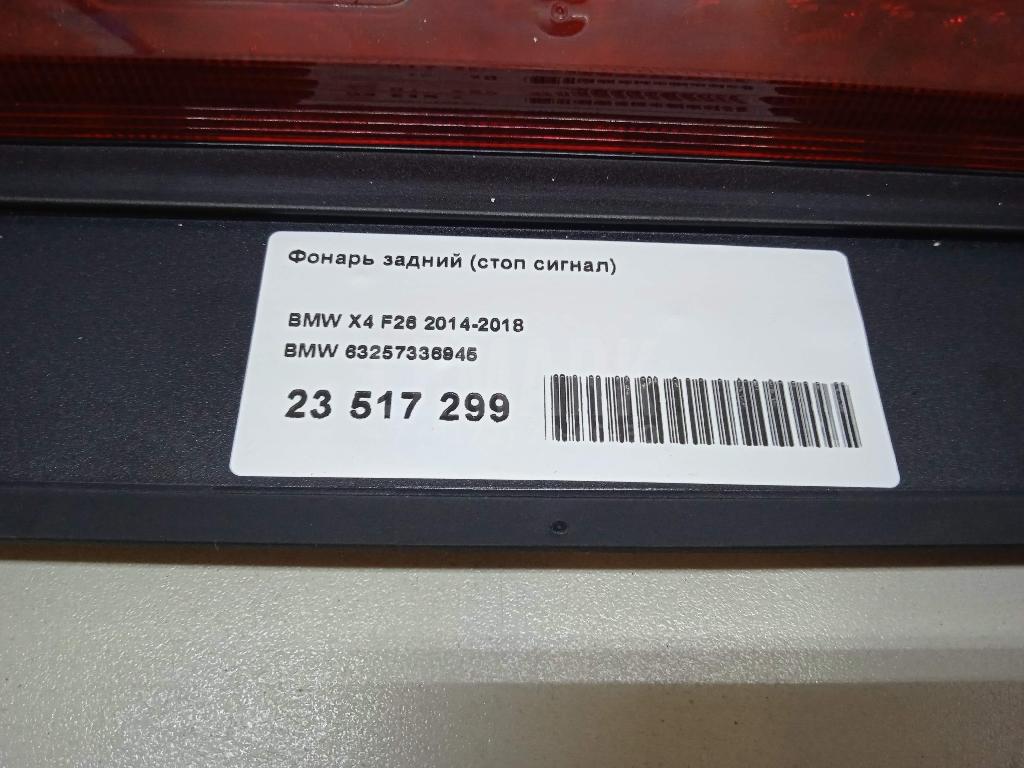 Фонарь задний (стоп сигнал)
BMW X4 F26 2014-2018
BMW 63257336945
23 517 299